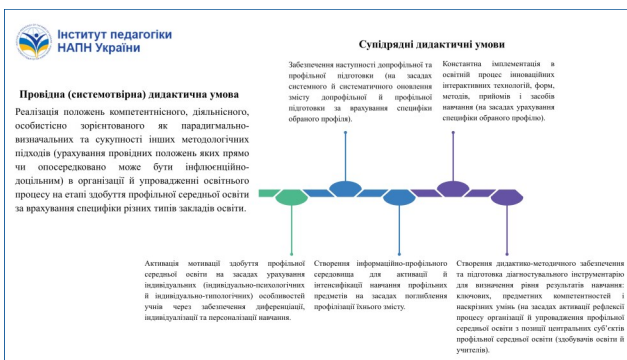 Інститут педагогіки
НАПН України
Провідна (системотвірна) дидактична умова
Реалізація положень компетентнісного, діяльнісного,
особистісно зорієнтованого як парадигмально-
визначальних та сукупності інших методологічних
підходів (урахування провідних положень яких прямо
чи опосередковано може бути інфлюєнційно-
доцільним) в організації й упровадженні освітнього
процесу на етапі здобуття профільної середньої освіти
за врахування специфіки різних типів закладів освіти.
Супідрядні дидактичні умови
Забезпечення наступності допрофільної та
профільної підготовки (на засадах
системного й систематичного оновлення
змісту допрофільної й профільної
підготовки за врахування специфіки
обраного профіля).
Константна імплементація в
освітній процес інноваційних
інтерактивних технологій, форм,
методів, прийомів і засобів
навчання (на засадах урахування
специфіки обраного профілю).
Активація мотивації здобуття профільної
середньої освіти на засадах урахування
індивідуальних (індивідуально-психологічних
й індивідуально-типологічних) особливостей
учнів через забезпечення диференціації,
індивідуалізації та персоналізації навчання.
Створення інформаційно-профільного
середовища для активації й
інтенсифікації навчання профільних
предметів на засадах поглиблення
профілізації їхнього змісту.
Створення дидактико-методичного забезпечення
та підготовка діагностувального інструментарію
для визначення рівня результатів навчання:
ключових, предметних компетентностей і
наскрізних умінь (на засадах активації рефлексії
процесу організації й упровадження профільної
середньої освіти з позиції центральних суб’єктів
профільної середньої освіти (здобувачів освіти й
учителів).